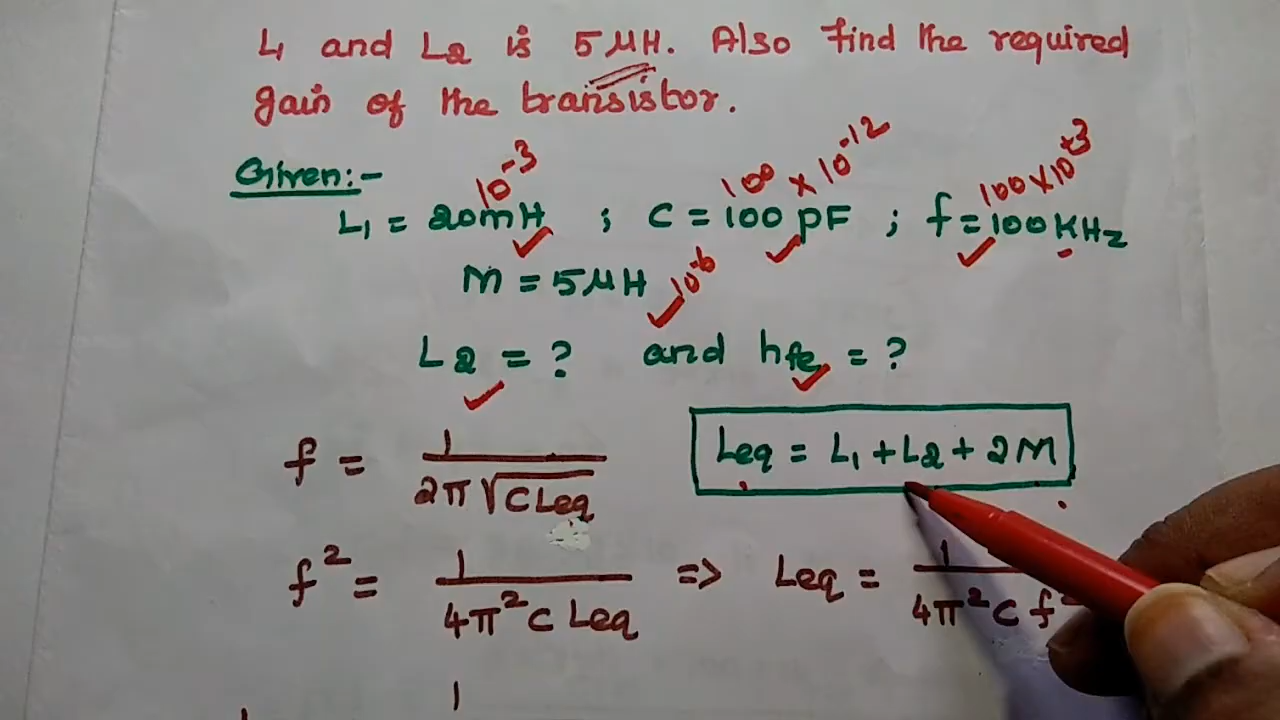 L1 and L2 is 5 μH. Also find the required
gain of the transistor.
Given:-
10⁻³ 100 × 10⁻¹² 100×10⁺³
L₁ = 20mH ; C = 100 pF ; f = 100 KHz
M = 5μH 10⁻⁶
L2 = ? and hfe = ?
f = 1 / 2π√CLeq
Leq = L₁ + L2 + 2M
f² = 1 / 4π²C Leq => Leq = 1 / 4π²C f²
1